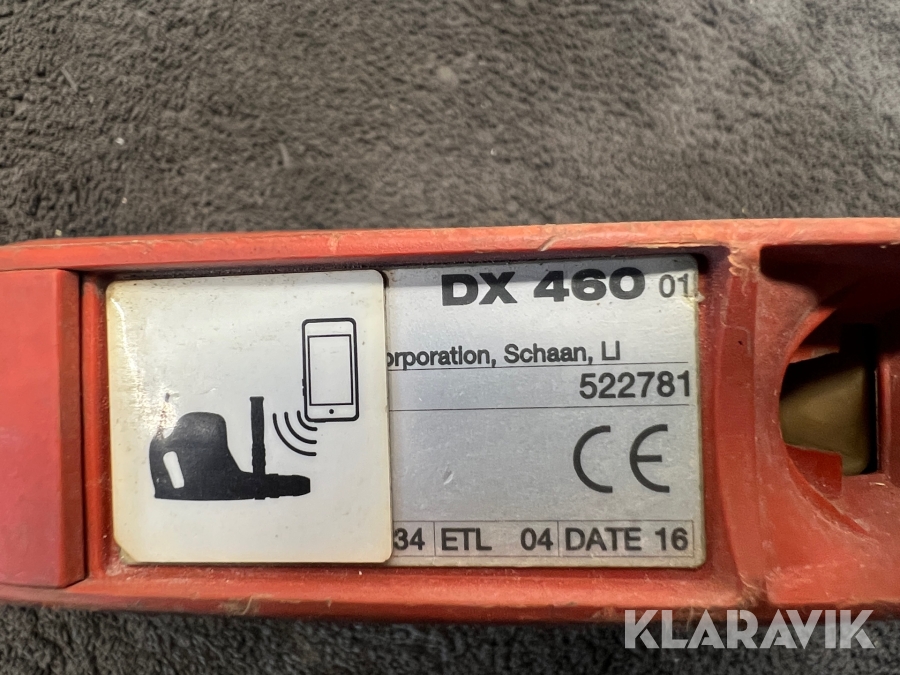 DX 460 01
orporation, Schaan, LI
522781
CE
34 ETL 04 DATE 16
KLARAVIK